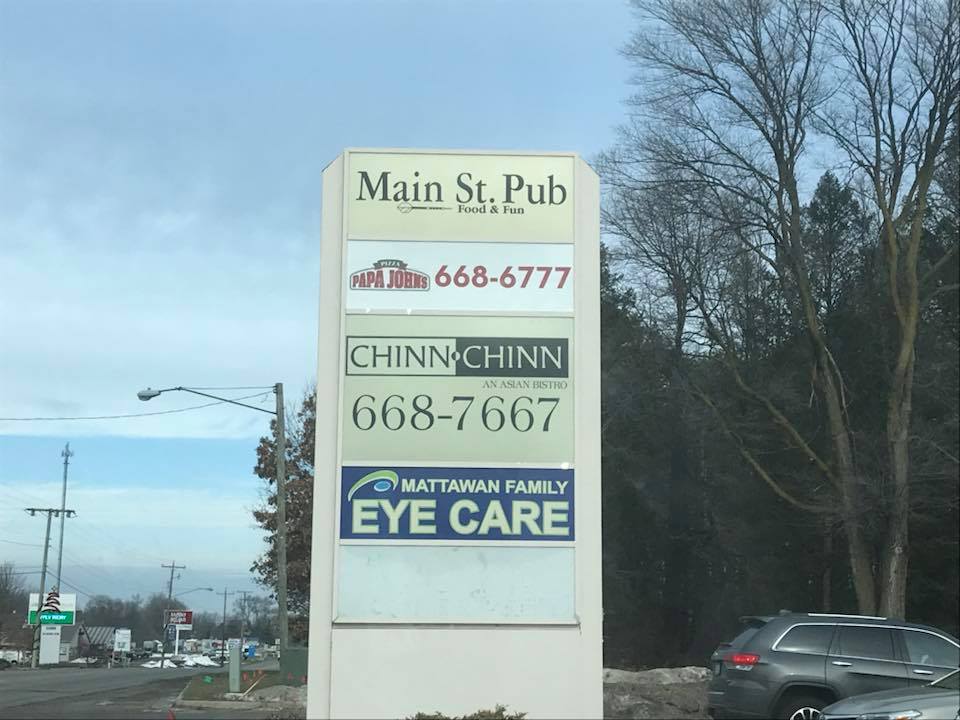 Main St. Pub
Food & Fun
PIZZA
PAPA JOHN'S
668-6777
CHINN CHINN
AN ASIAN BISTRO
668-7667
MATTAWAN FAMILY
EYE CARE